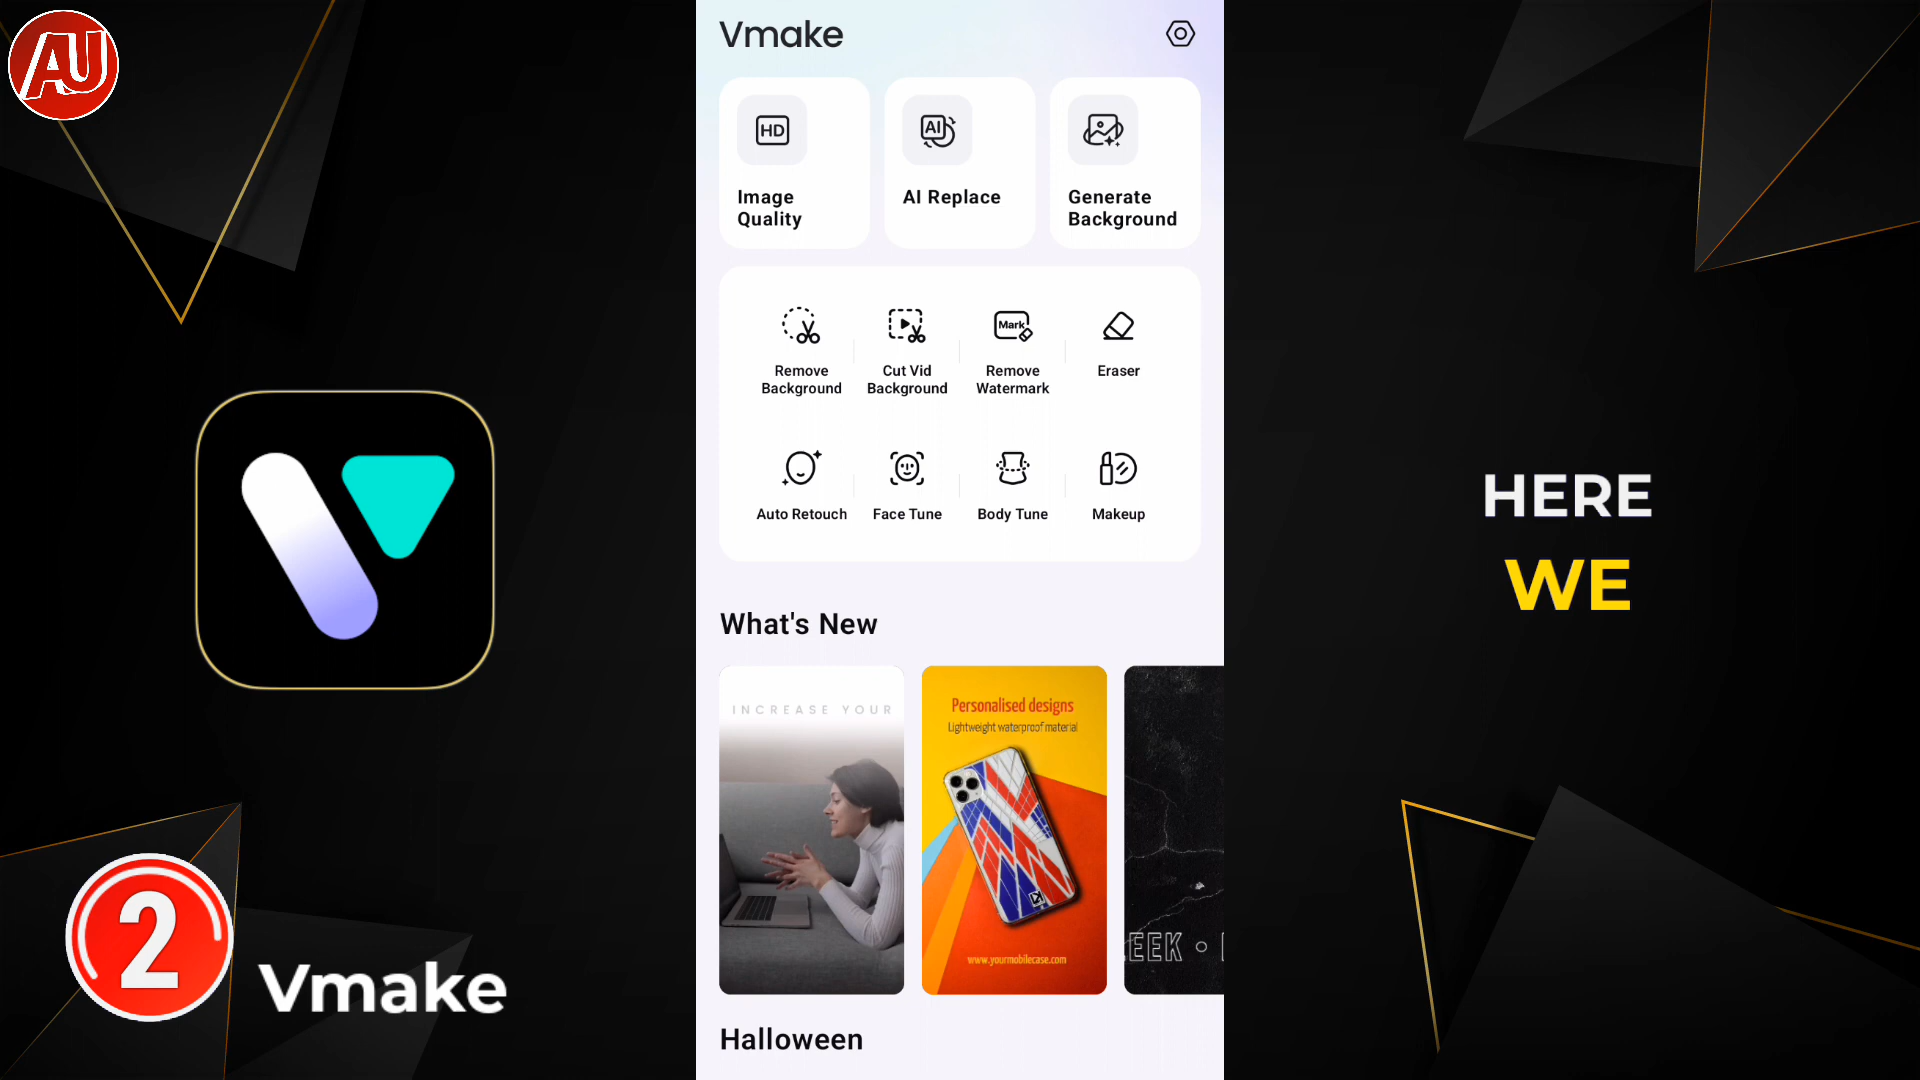 AU
Vmake
HD
AI
Image
Quality
AI Replace
Generate
Background
Mark
Remove
Background
Cut Vid
Background
Remove
Watermark
Eraser
Auto Retouch
Face Tune
Body Tune
Makeup
HERE
WE
What's New
INCREASE YOUR
Personalised designs
Lightweight waterproof material
www.yourmobilecase.com
EEK
2
Vmake
Halloween